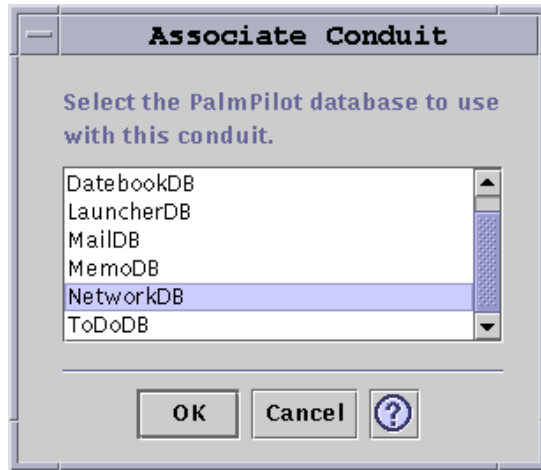 Associate Conduit
Select the PalmPilot database to use
with this conduit.
DatebookDB
LauncherDB
MailDB
MemoDB
NetworkDB
ToDoDB
OK Cancel ?